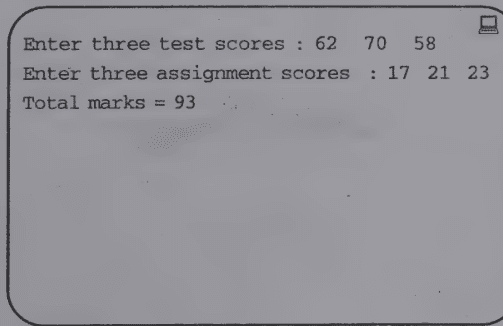 Enter three test scores : 62 70 58
Enter three assignment scores : 17 21 23
Total marks = 93